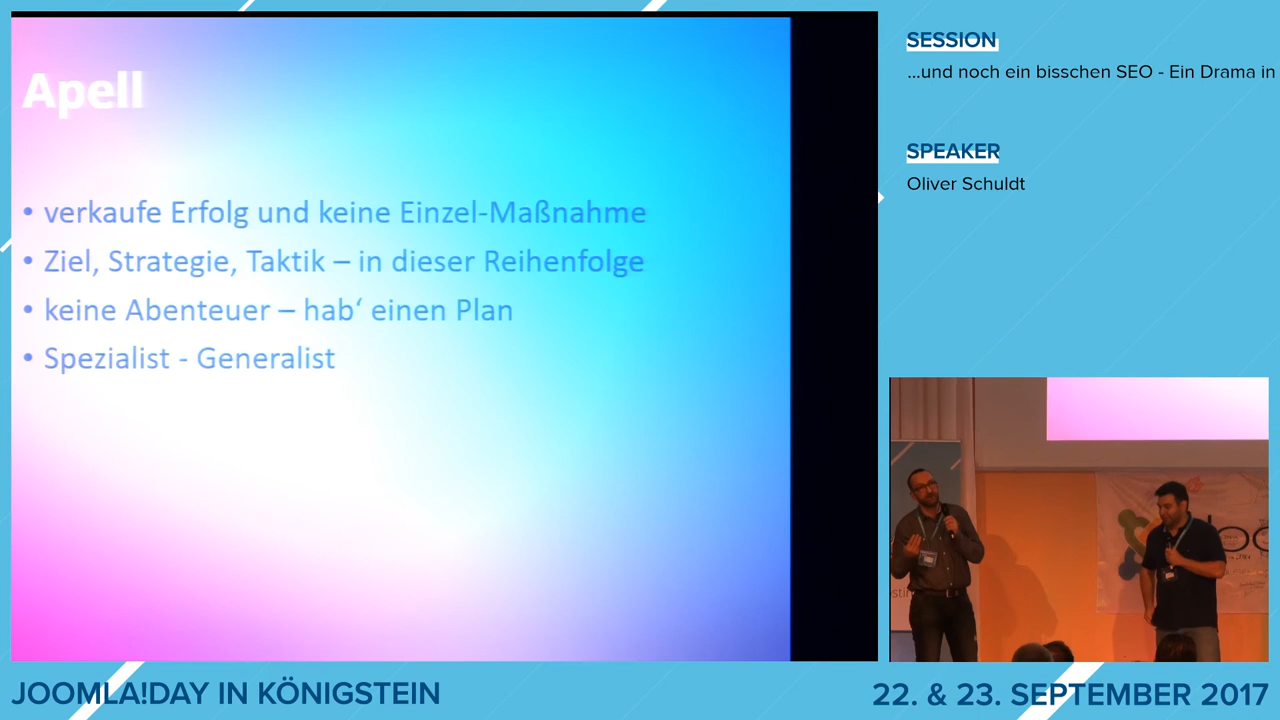 Apell
• verkaufe Erfolg und keine Einzel-Maßnahme
• Ziel, Strategie, Taktik – in dieser Reihenfolge
• keine Abenteuer – hab‘ einen Plan
• Spezialist - Generalist
SESSION
...und noch ein bisschen SEO - Ein Drama in
SPEAKER
Oliver Schuldt
JOOMLA!DAY IN KÖNIGSTEIN
22. & 23. SEPTEMBER 2017